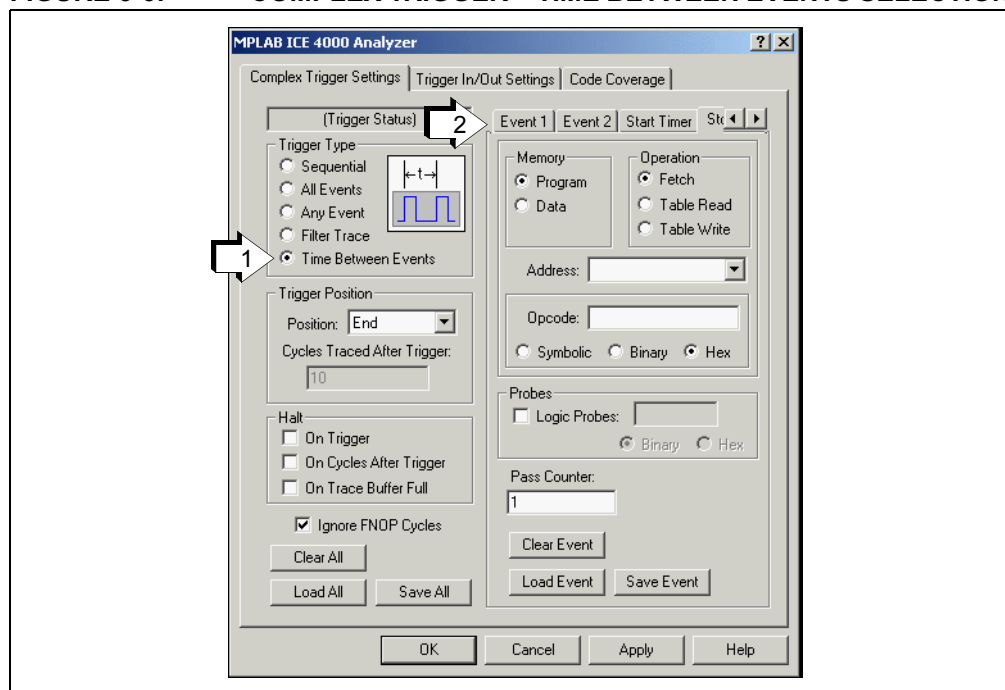 MPLAB ICE 4000 Analyzer
Complex Trigger Settings Trigger In/Out Settings Code Coverage
(Trigger Status)
2
Event 1 Event 2 Start Timer
Trigger Type
Sequential
All Events
Any Event
Filter Trace
1
Time Between Events
t
Memory
Program
Data
Operation
Fetch
Table Read
Table Write
Address:
Trigger Position
Position: End
Cycles Traced After Trigger:
10
Opcode:
Symbolic Binary Hex
Halt
On Trigger
On Cycles After Trigger
On Trace Buffer Full
Probes
Logic Probes:
Binary Hex
Pass Counter:
1
Ignore FNOP Cycles
Clear All
Load All Save All
Clear Event
Load Event Save Event
OK Cancel Apply Help